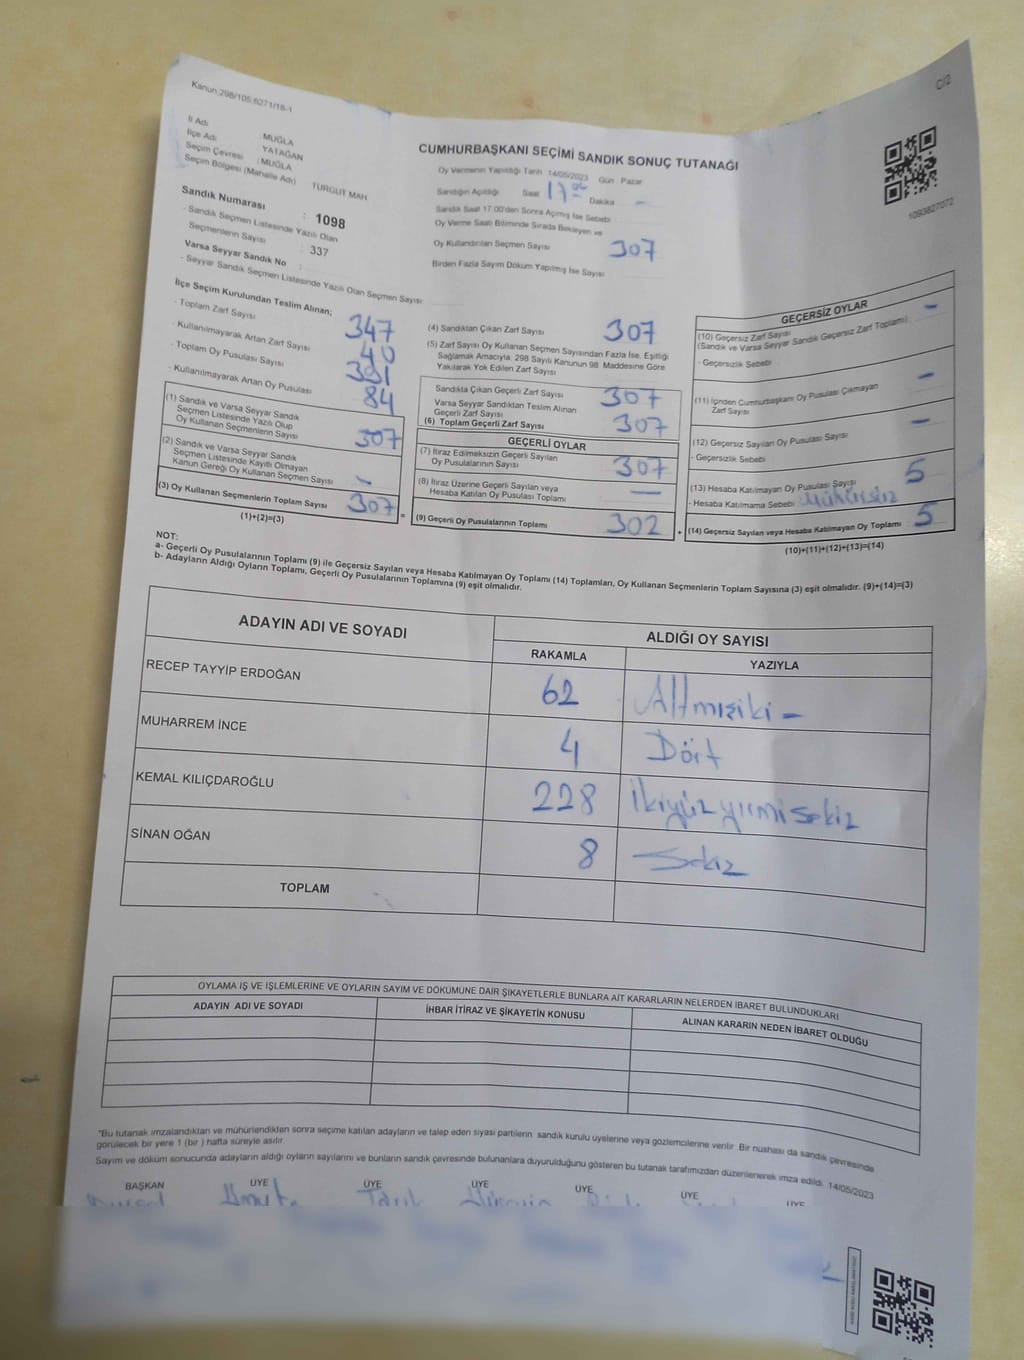 Kanun:298/105,6271/18-1
C/2
İl Adı MUĞLA
İlçe Adı YATAĞAN
Seçim Çevresi : MUĞLA
Seçim Bölgesi (Mahalle Adı) TURGUT MAH
Sandık Numarası : 1098
- Sandık Seçmen Listesinde Yazılı Olan
Seçmenlerin Sayısı : 337
Varsa Seyyar Sandık No :
- Seyyar Sandık Seçmen Listesinde Yazılı Olan Seçmen Sayısı
CUMHURBAŞKANI SEÇİMİ SANDIK SONUÇ TUTANAĞI
Oy Vermenin Yapıldığı Tarih 14/05/2023 Gün Pazar
Sandığın Açıldığı Saat 17 Dakika -
Sandık Saat 17:00'den Sonra Açılmış İse Sebebi
Oy Verme Saati Bitiminde Sırada Bekleyen ve
Oy Kullandırılan Seçmen Sayısı 307
Birden Fazla Sayım Döküm Yapılmış İse Sayısı
1093827072
İlçe Seçim Kurulundan Teslim Alınan;
- Toplam Zarf Sayısı 347
- Kullanılmayarak Artan Zarf Sayısı 40
- Toplam Oy Pusulası Sayısı 391
- Kullanılmayarak Artan Oy Pusulası 84
(1) Sandık ve Varsa Seyyar Sandık
Seçmen Listesinde Yazılı Olup
Oy Kullanan Seçmenlerin Sayısı 307
(2) Sandık ve Varsa Seyyar Sandık
Seçmen Listesinde Kayıtlı Olmayan
Kanun Gereği Oy Kullanan Seçmen Sayısı -
(3) Oy Kullanan Seçmenlerin Toplam Sayısı 307 =
(1)+(2)=(3)
(4) Sandıktan Çıkan Zarf Sayısı 307
(5) Zarf Sayısı Oy Kullanan Seçmen Sayısından Fazla İse, Eşitliği
Sağlamak Amacıyla, 298 Sayılı Kanunun 98. Maddesine Göre
Yakılarak Yok Edilen Zarf Sayısı
Sandıkta Çıkan Geçerli Zarf Sayısı 307
Varsa Seyyar Sandıktan Teslim Alınan
Geçerli Zarf Sayısı
(6) Toplam Geçerli Zarf Sayısı 307
GEÇERLİ OYLAR
(7) İtiraz Edilmeksizin Geçerli Sayılan
Oy Pusulalarının Sayısı 307
(8) İtiraz Üzerine Geçerli Sayılan veya
Hesaba Katılan Oy Pusulası Toplamı —
(9) Geçerli Oy Pusulalarının Toplamı 302 +
GEÇERSİZ OYLAR
(10) Geçersiz Zarf Sayısı
(Sandık ve Varsa Seyyar Sandık Geçersiz Zarf Toplamı) -
- Geçersizlik Sebebi
(11) İçinden Cumhurbaşkanı Oy Pusulası Çıkmayan
Zarf Sayısı -
(12) Geçersiz Sayılan Oy Pusulası Sayısı -
- Geçersizlik Sebebi
(13) Hesaba Katılmayan Oy Pusulası Sayısı 5
- Hesaba Katılmama Sebebi Mühürsüz
(14) Geçersiz Sayılan veya Hesaba Katılmayan Oy Toplamı : 5
(10)+(11)+(12)+(13)=(14)
NOT:
a- Geçerli Oy Pusulalarının Toplamı (9) ile Geçersiz Sayılan veya Hesaba Katılmayan Oy Toplamı (14) Toplamları, Oy Kullanan Seçmenlerin Toplam Sayısına (3) eşit olmalıdır. (9)+(14)=(3)
b- Adayların Aldığı Oyların Toplamı, Geçerli Oy Pusulalarının Toplamına (9) eşit olmalıdır.
ADAYIN ADI VE SOYADI ALDIĞI OY SAYISI
RAKAMLA YAZIYLA
RECEP TAYYİP ERDOĞAN 62 Altmışiki -
MUHARREM İNCE 4 Dört
KEMAL KILIÇDAROĞLU 228 İkiyüzyirmisekiz
SİNAN OĞAN 8 Sekiz
TOPLAM
OYLAMA İŞ VE İŞLEMLERİNE VE OYLARIN SAYIM VE DÖKÜMÜNE DAİR ŞİKAYETLERLE BUNLARA AİT KARARLARIN NELERDEN İBARET BULUNDUKLARI
ADAYIN ADI VE SOYADI İHBAR İTİRAZ VE ŞİKAYETİN KONUSU ALINAN KARARIN NEDEN İBARET OLDUĞU
*Bu tutanak imzalandıktan ve mühürlendikten sonra seçime katılan adayların ve talep eden siyasi partilerin sandık kurulu üyelerine veya gözlemcilerine verilir. Bir nüshası da sandık çevresinde
görülecek bir yere 1 (bir ) hafta süreyle asılır.
Sayım ve döküm sonucunda adayların aldığı oyların sayılarını ve bunların sandık çevresinde bulunanlara duyurulduğunu gösteren bu tutanak tarafımızdan düzenlenerek imza edildi. 14/05/2023
BAŞKAN ÜYE ÜYE ÜYE ÜYE ÜYE ÜYE
Tarık